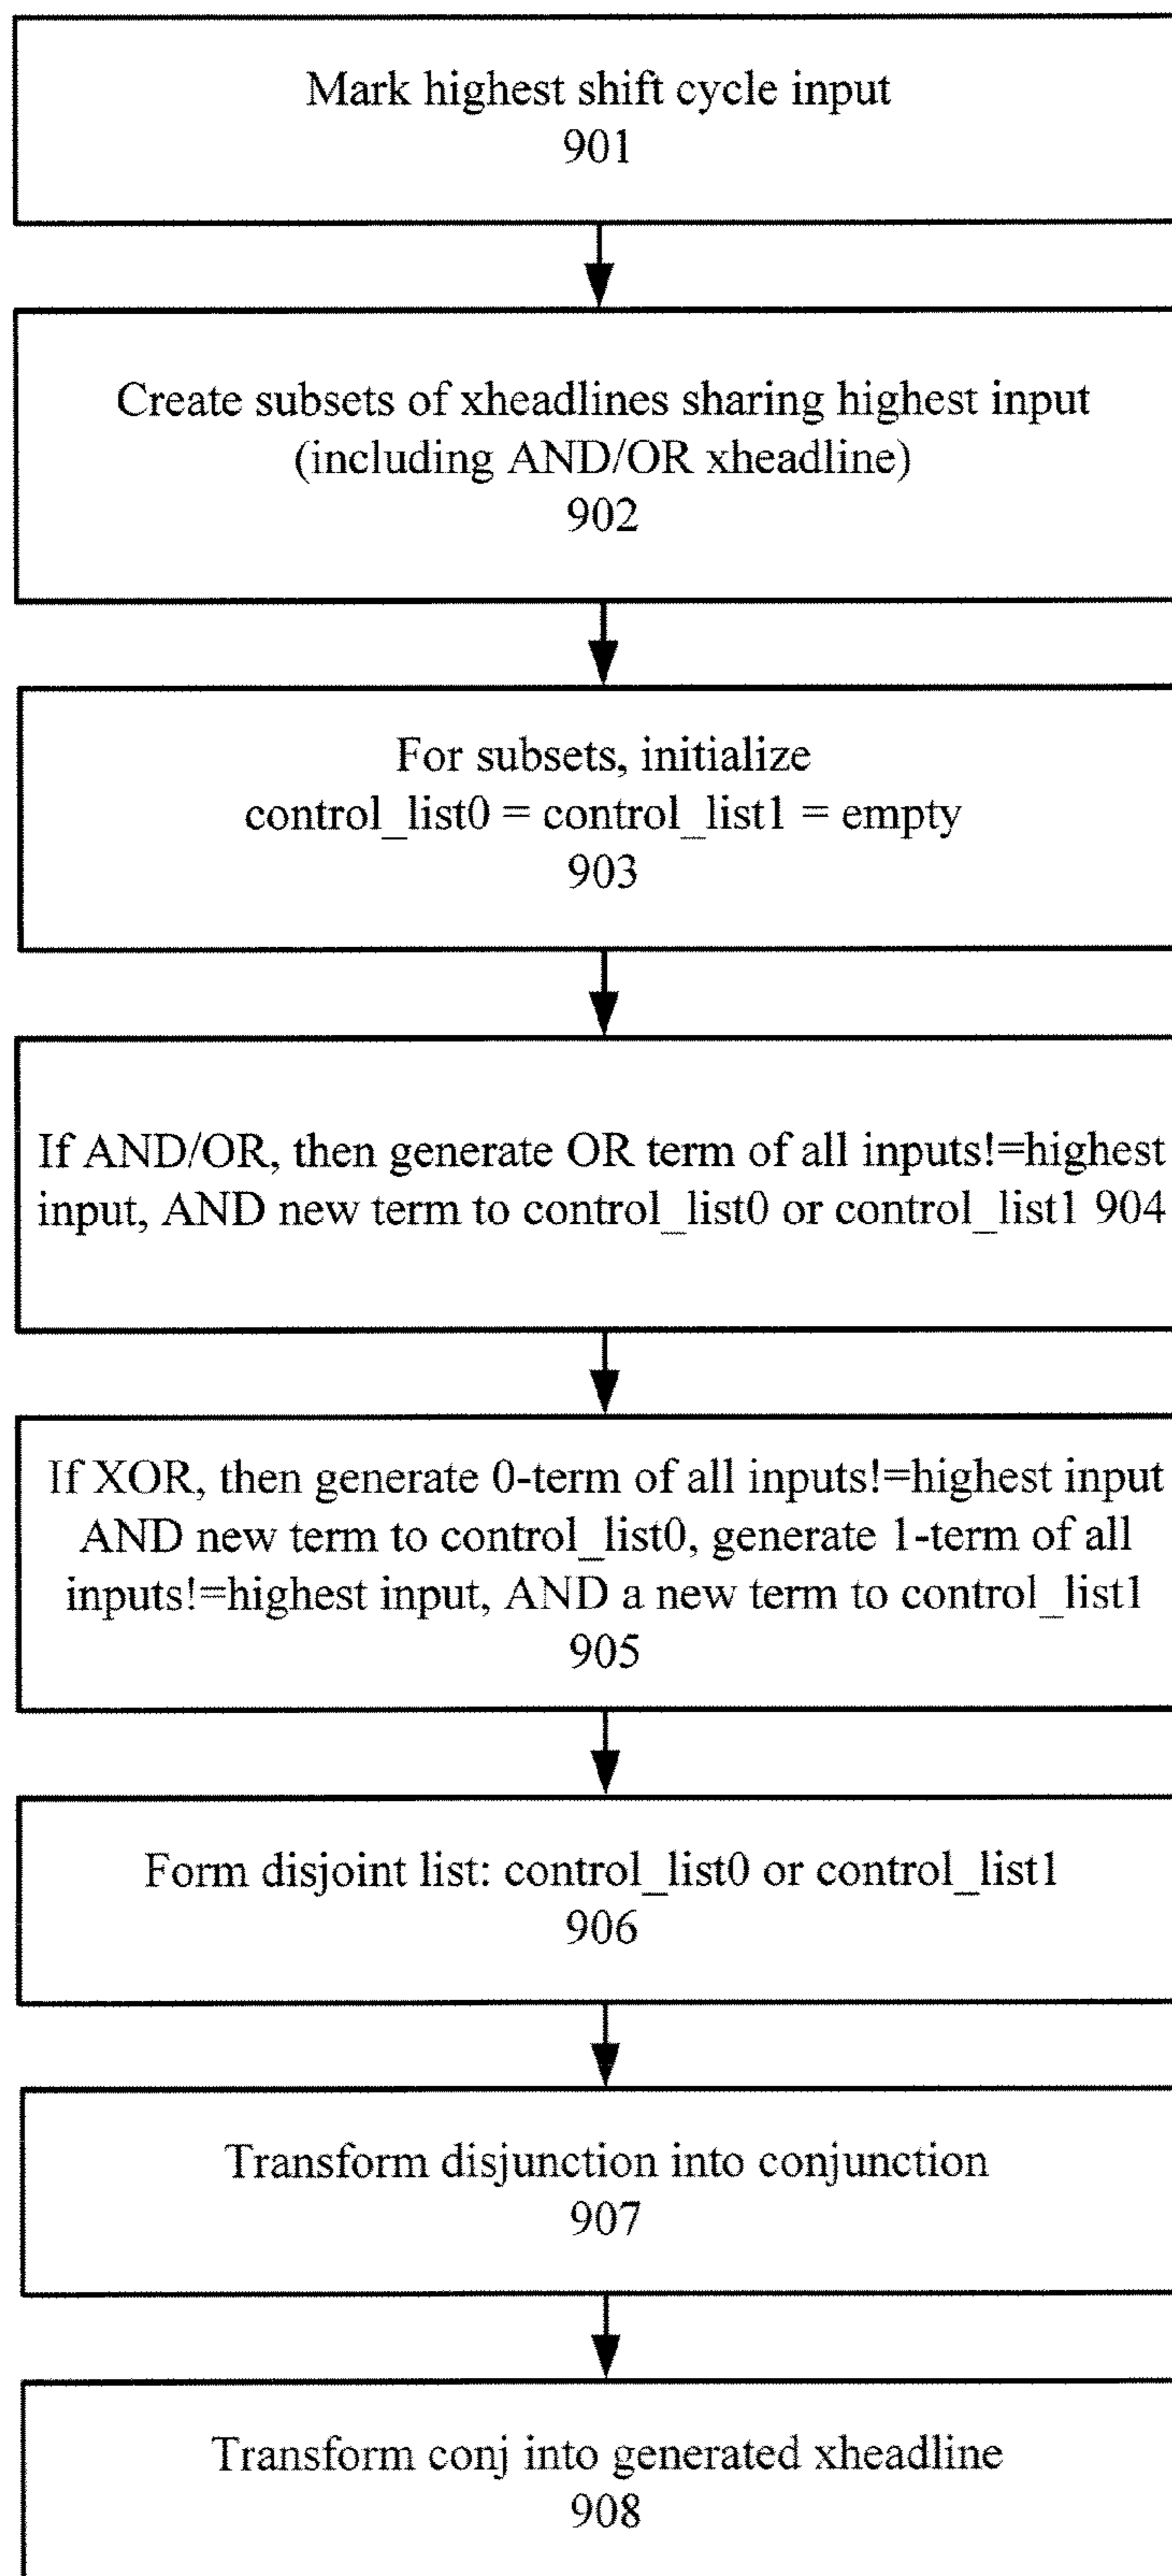 Mark highest shift cycle input
901
Create subsets of xheadlines sharing highest input
(including AND/OR xheadline)
902
For subsets, initialize
control_list0 = control_list1 = empty
903
If AND/OR, then generate OR term of all inputs!=highest
input, AND new term to control_list0 or control_list1 904
If XOR, then generate 0-term of all inputs!=highest input
AND new term to control_list0, generate 1-term of all
inputs!=highest input, AND a new term to control_list1
905
Form disjoint list: control_list0 or control_list1
906
Transform disjunction into conjunction
907
Transform conj into generated xheadline
908